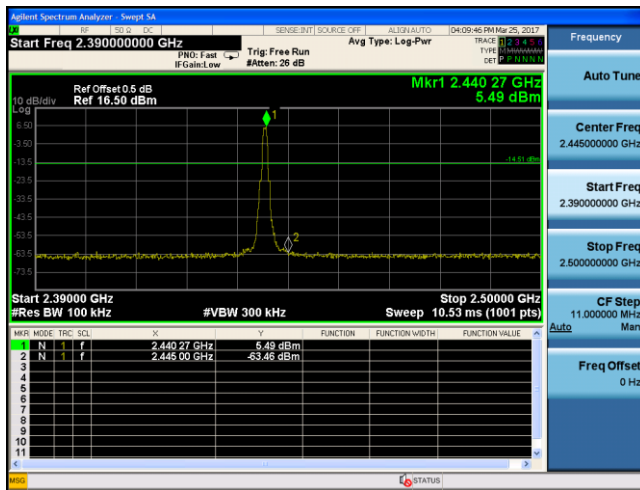 Agilent Spectrum Analyzer - Swept SA
RF 50 Ω DC SENSE:INT SOURCE OFF ALIGN AUTO 04:09:46 PM Mar 25, 2017
Start Freq 2.390000000 GHz
PNO: Fast
IFGain:Low
Trig: Free Run
#Atten: 26 dB
Avg Type: Log-Pwr
TRACE 1 2 3 4 5 6
TYPE
DET P P N N N N
Ref Offset 0.5 dB
10 dB/div Ref 16.50 dBm
Log
Mkr1 2.440 27 GHz
5.49 dBm
1
6.50
-3.50
-13.5
-14.51 dBm
-23.5
-33.5
-43.5
-53.5
2
-63.5
-73.5
Start 2.39000 GHz Stop 2.50000 GHz
#Res BW 100 kHz #VBW 300 kHz Sweep 10.53 ms (1001 pts)
MKR MODE TRC SCL X Y FUNCTION FUNCTION WIDTH FUNCTION VALUE
1 N 1 f 2.440 27 GHz 5.49 dBm
2 N 1 f 2.445 00 GHz -63.46 dBm
3
4
5
6
7
8
9
10
11
MSG STATUS
Frequency
Auto Tune
Center Freq
2.445000000 GHz
Start Freq
2.390000000 GHz
Stop Freq
2.500000000 GHz
CF Step
11.000000 MHz
Auto Man
Freq Offset
0 Hz